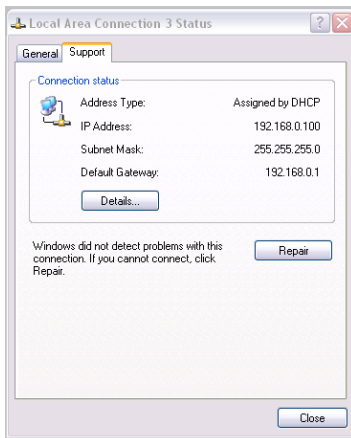 Local Area Connection 3 Status
General Support
Connection status
Address Type: Assigned by DHCP
IP Address: 192.168.0.100
Subnet Mask: 255.255.255.0
Default Gateway: 192.168.0.1
Details...
Windows did not detect problems with this
connection. If you cannot connect, click
Repair.
Repair
Close